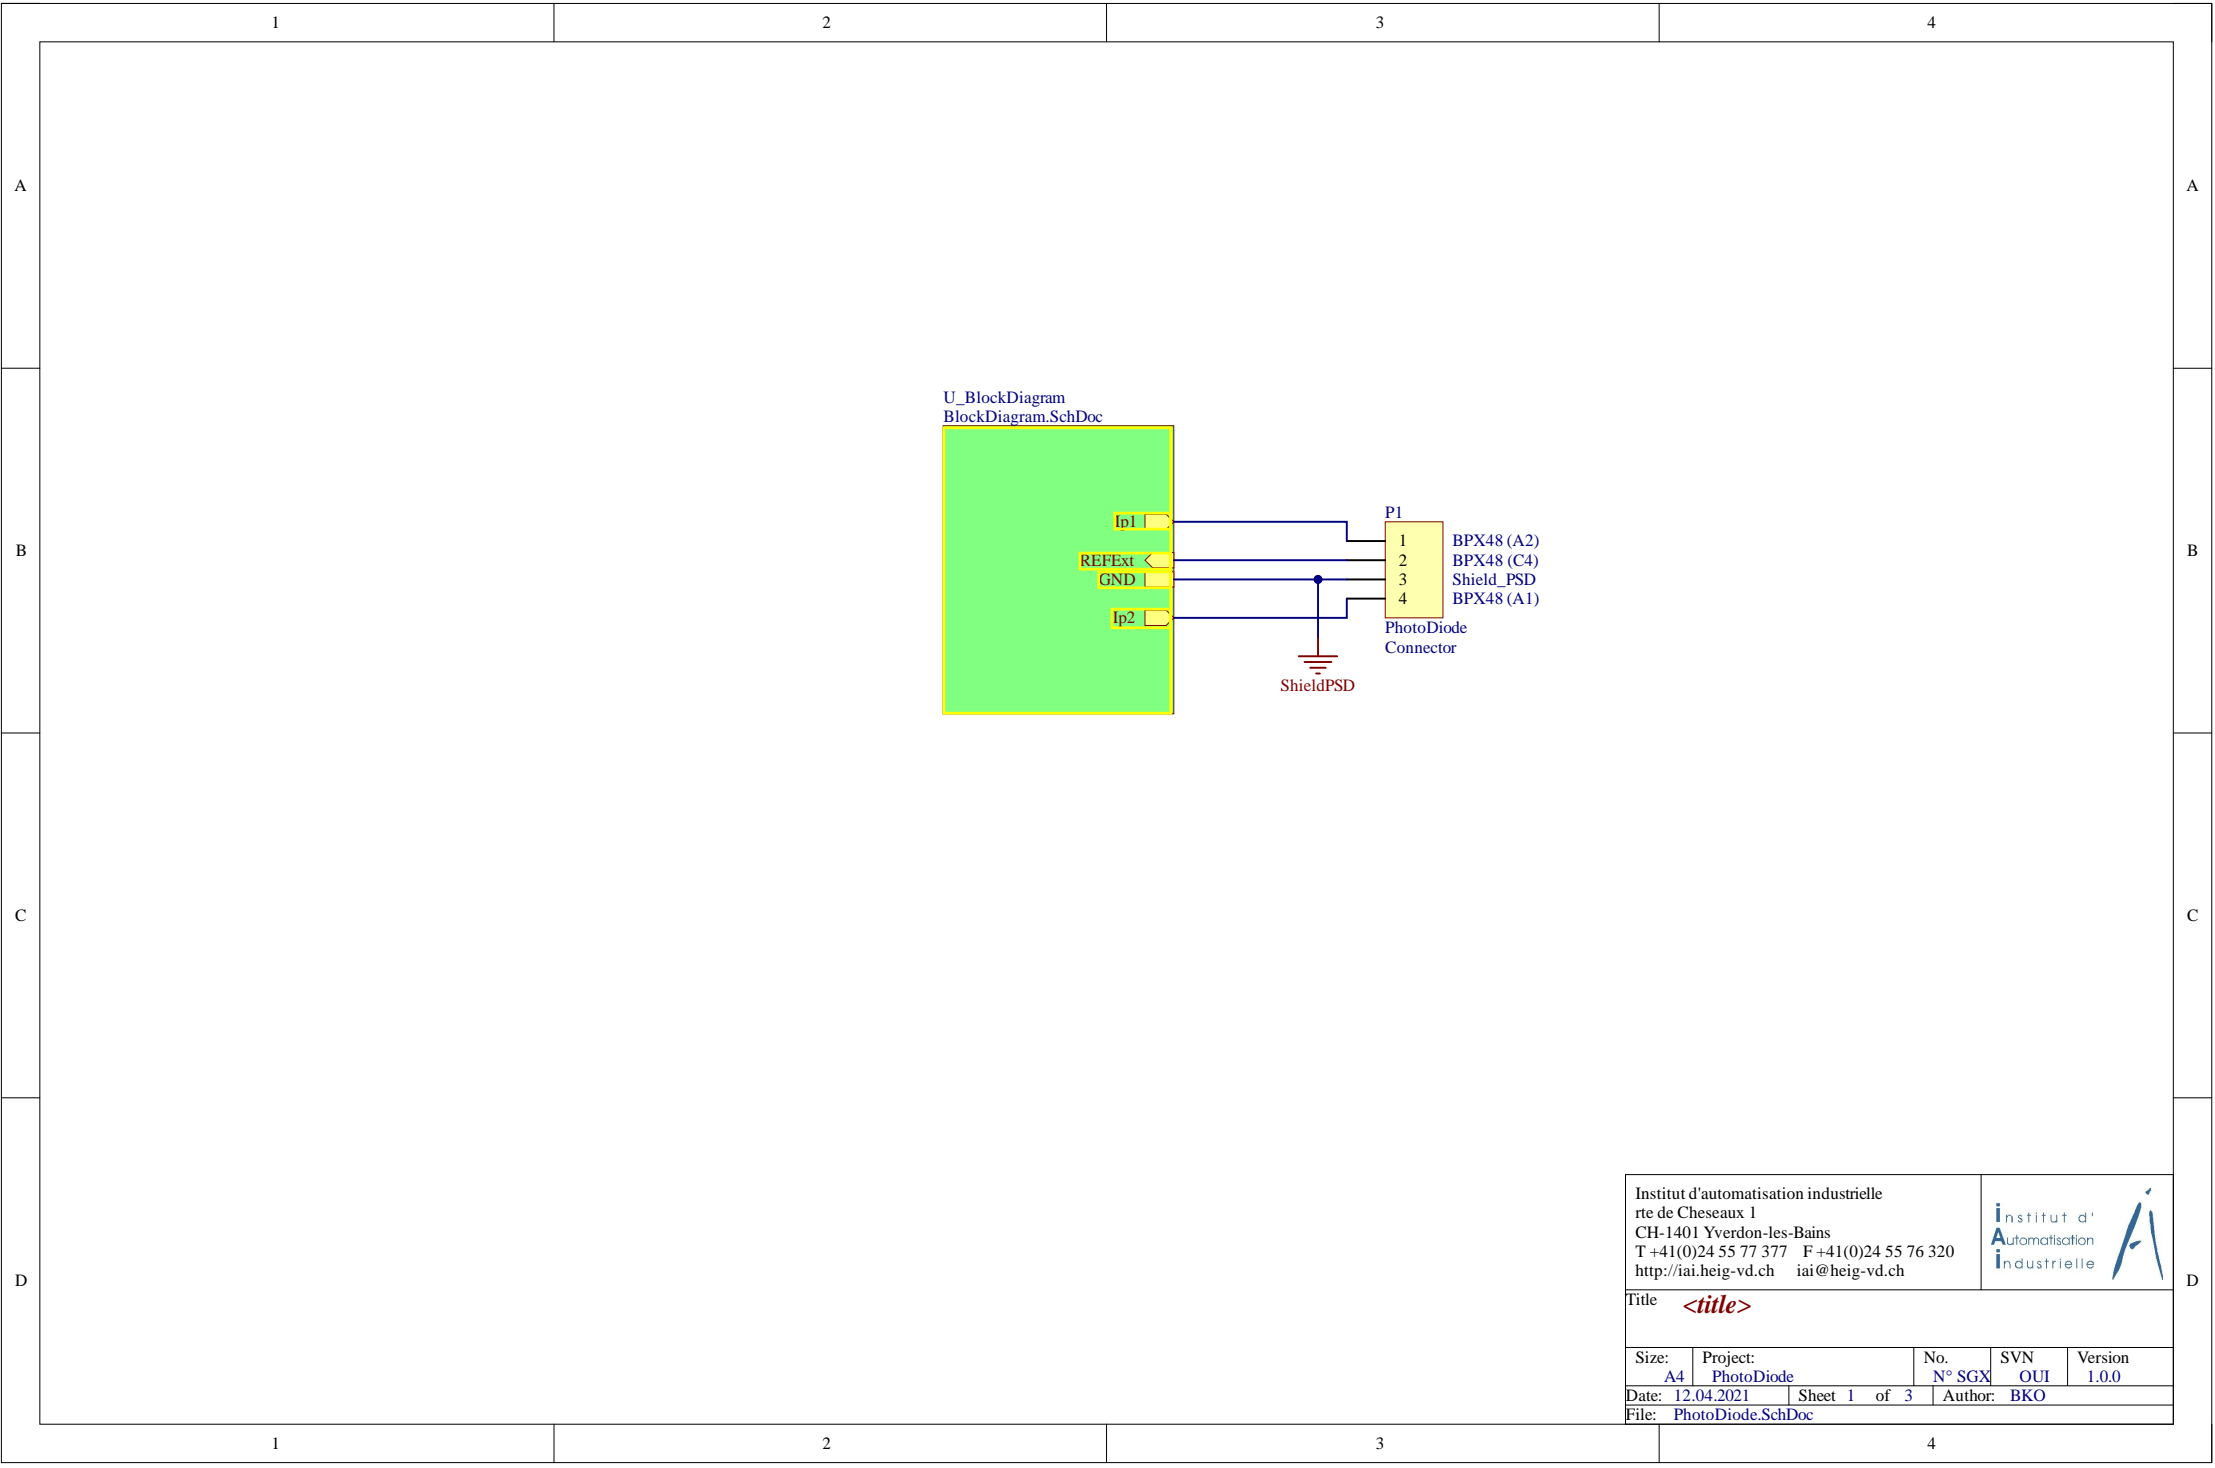 1 2 3 4
A A
U_BlockDiagram
BlockDiagram.SchDoc
P1
Ip1 1 BPX48 (A2)
B B
REFExt 2 BPX48 (C4)
GND 3 Shield_PSD
4 BPX48 (A1)
Ip2
PhotoDiode
Connector
ShieldPSD
C C
Institut d'automatisation industrielle
rte de Cheseaux 1
CH-1401 Yverdon-les-Bains
T +41(0)24 55 77 377 F +41(0)24 55 76 320
http://iai.heig-vd.ch iai@heig-vd.ch
institut d'
Automatisation
industrielle
D D
Title <title>
Size: Project: No. SVN Version
A4 PhotoDiode N° SGX OUI 1.0.0
Date: 12.04.2021 Sheet 1 of 3 Author: BKO
File: PhotoDiode.SchDoc
1 2 3 4